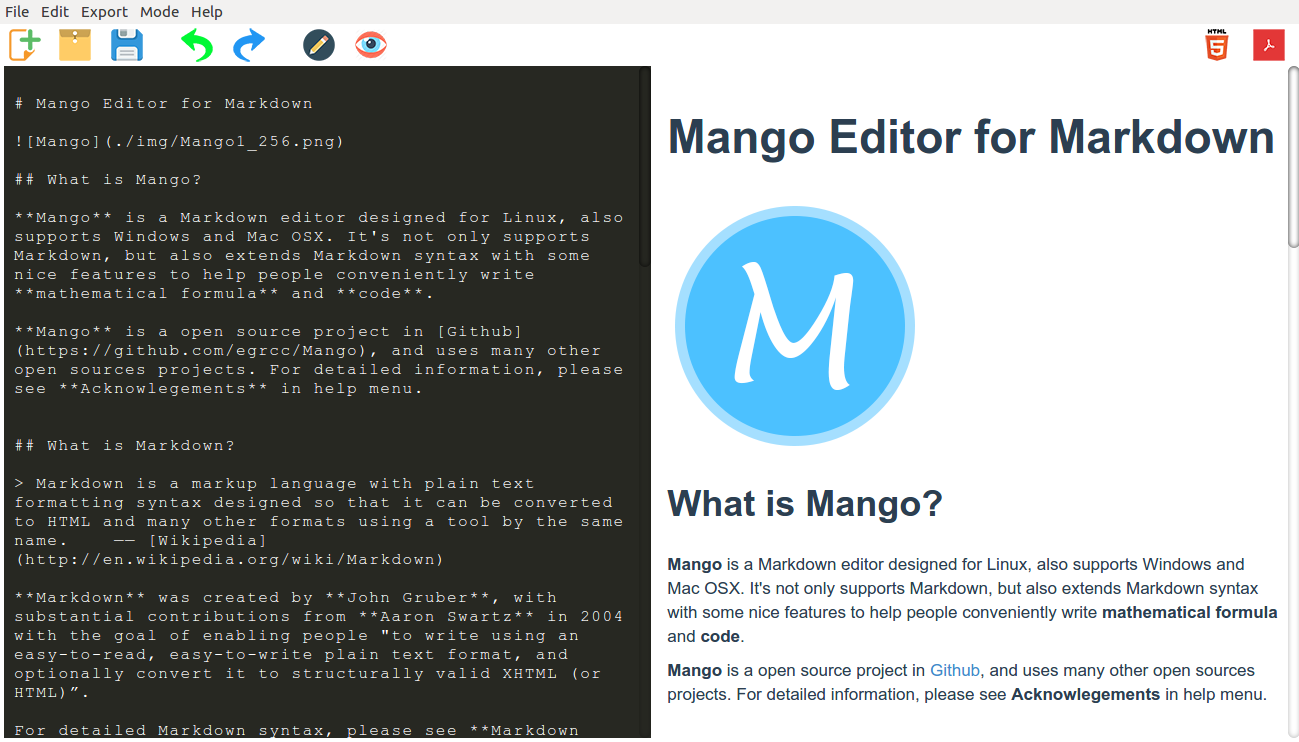 File Edit Export Mode Help
HTML
5
# Mango Editor for Markdown
![Mango](./img/Mango1_256.png)
## What is Mango?
**Mango** is a Markdown editor designed for Linux, also
supports Windows and Mac OSX. It's not only supports
Markdown, but also extends Markdown syntax with some
nice features to help people conveniently write
**mathematical formula** and **code**.
**Mango** is a open source project in [Github]
(https://github.com/egrcc/Mango), and uses many other
open sources projects. For detailed information, please
see **Acknowlegements** in help menu.
## What is Markdown?
> Markdown is a markup language with plain text
formatting syntax designed so that it can be converted
to HTML and many other formats using a tool by the same
name.    —— [Wikipedia]
(http://en.wikipedia.org/wiki/Markdown)
**Markdown** was created by **John Gruber**, with
substantial contributions from **Aaron Swartz** in 2004
with the goal of enabling people "to write using an
easy-to-read, easy-to-write plain text format, and
optionally convert it to structurally valid XHTML (or
HTML)”.
For detailed Markdown syntax, please see **Markdown
Mango Editor for Markdown
M
What is Mango?
Mango is a Markdown editor designed for Linux, also supports Windows and
Mac OSX. It's not only supports Markdown, but also extends Markdown syntax
with some nice features to help people conveniently write mathematical formula
and code.
Mango is a open source project in Github, and uses many other open sources
projects. For detailed information, please see Acknowlegements in help menu.